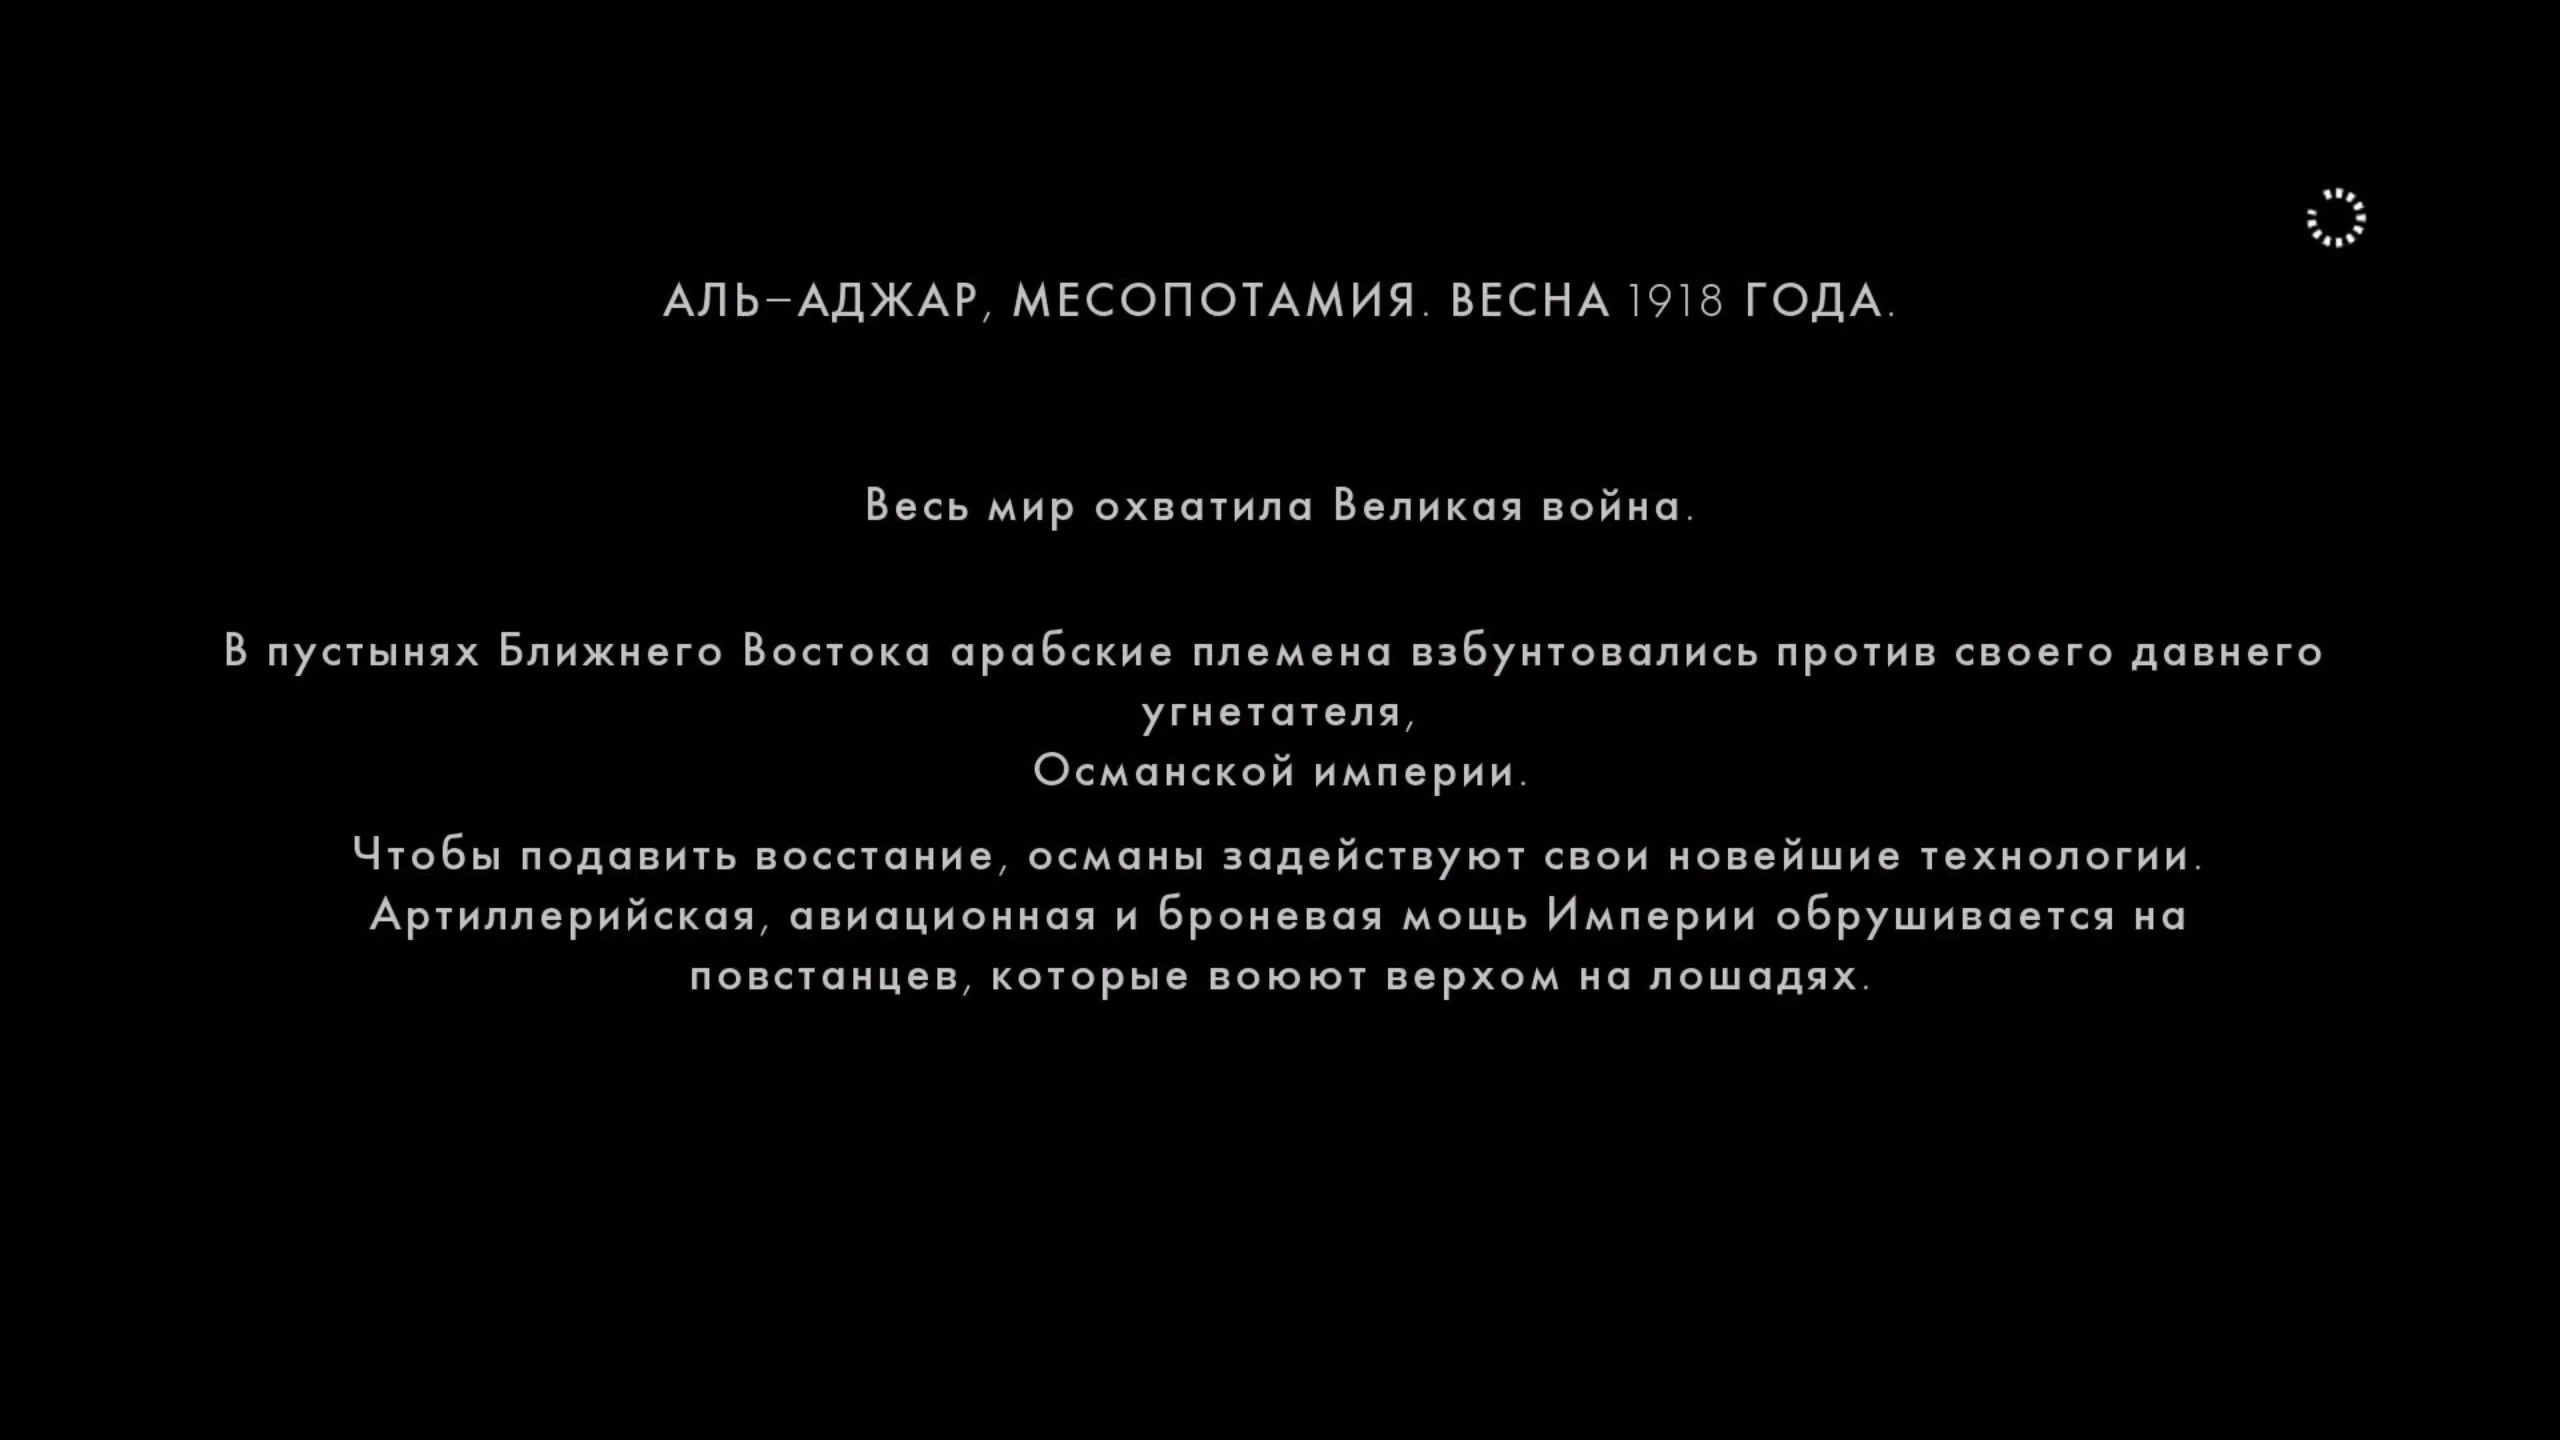 АЛЬ-АДЖАР, МЕСОПОТАМИЯ. ВЕСНА 1918 ГОДА.
Весь мир охватила Великая война.
В пустынях Ближнего Востока арабские племена взбунтовались против своего давнего
угнетателя,
Османской империи.
Чтобы подавить восстание, османы задействуют свои новейшие технологии.
Артиллерийская, авиационная и броневая мощь Империи обрушивается на
повстанцев, которые воюют верхом на лошадях.